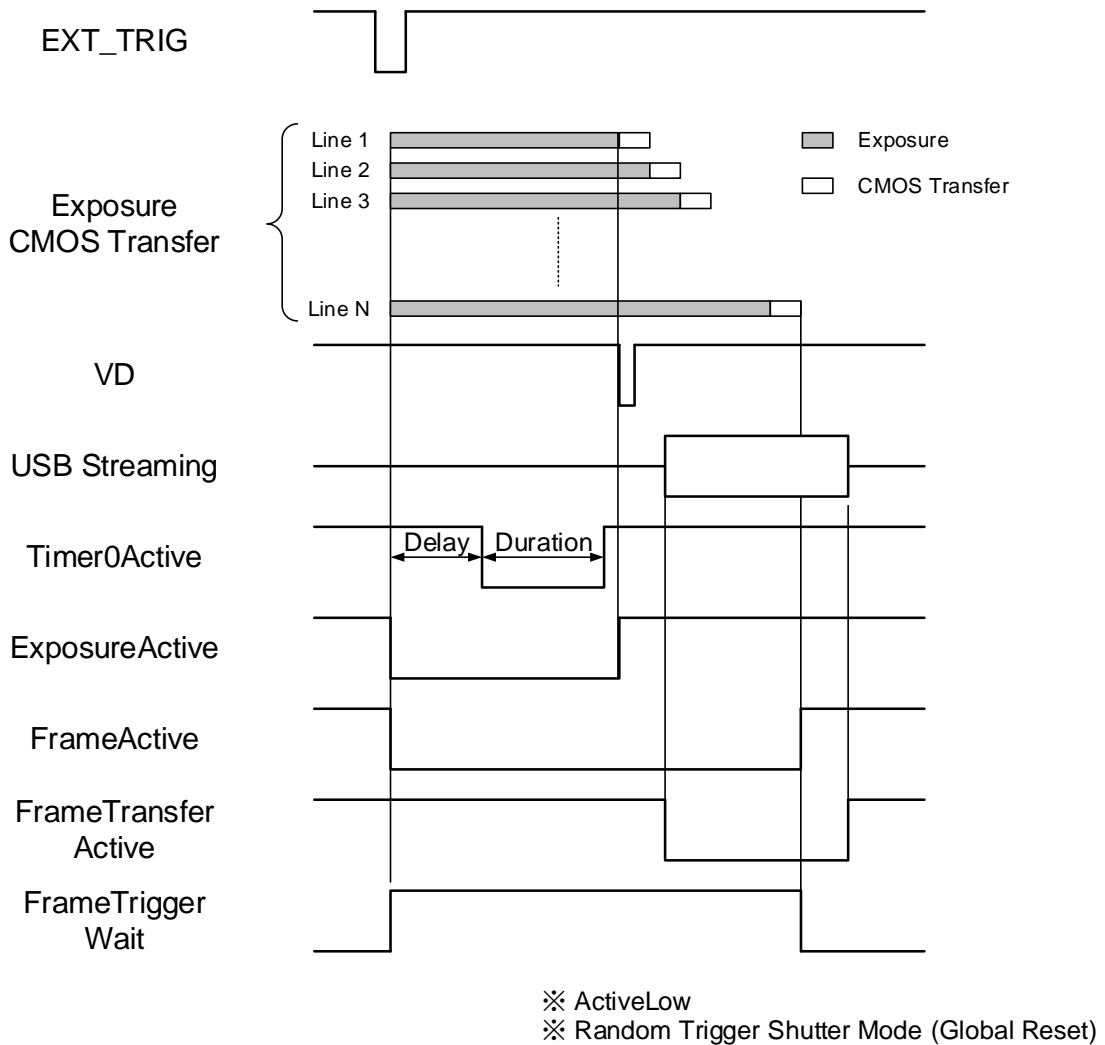 EXT_TRIG
Line 1
Line 2
Line 3
Line N
Exposure
CMOS Transfer
Exposure
CMOS Transfer
VD
USB Streaming
Timer0Active
Delay
Duration
ExposureActive
FrameActive
FrameTransfer
Active
FrameTrigger
Wait
※ ActiveLow
※ Random Trigger Shutter Mode (Global Reset)